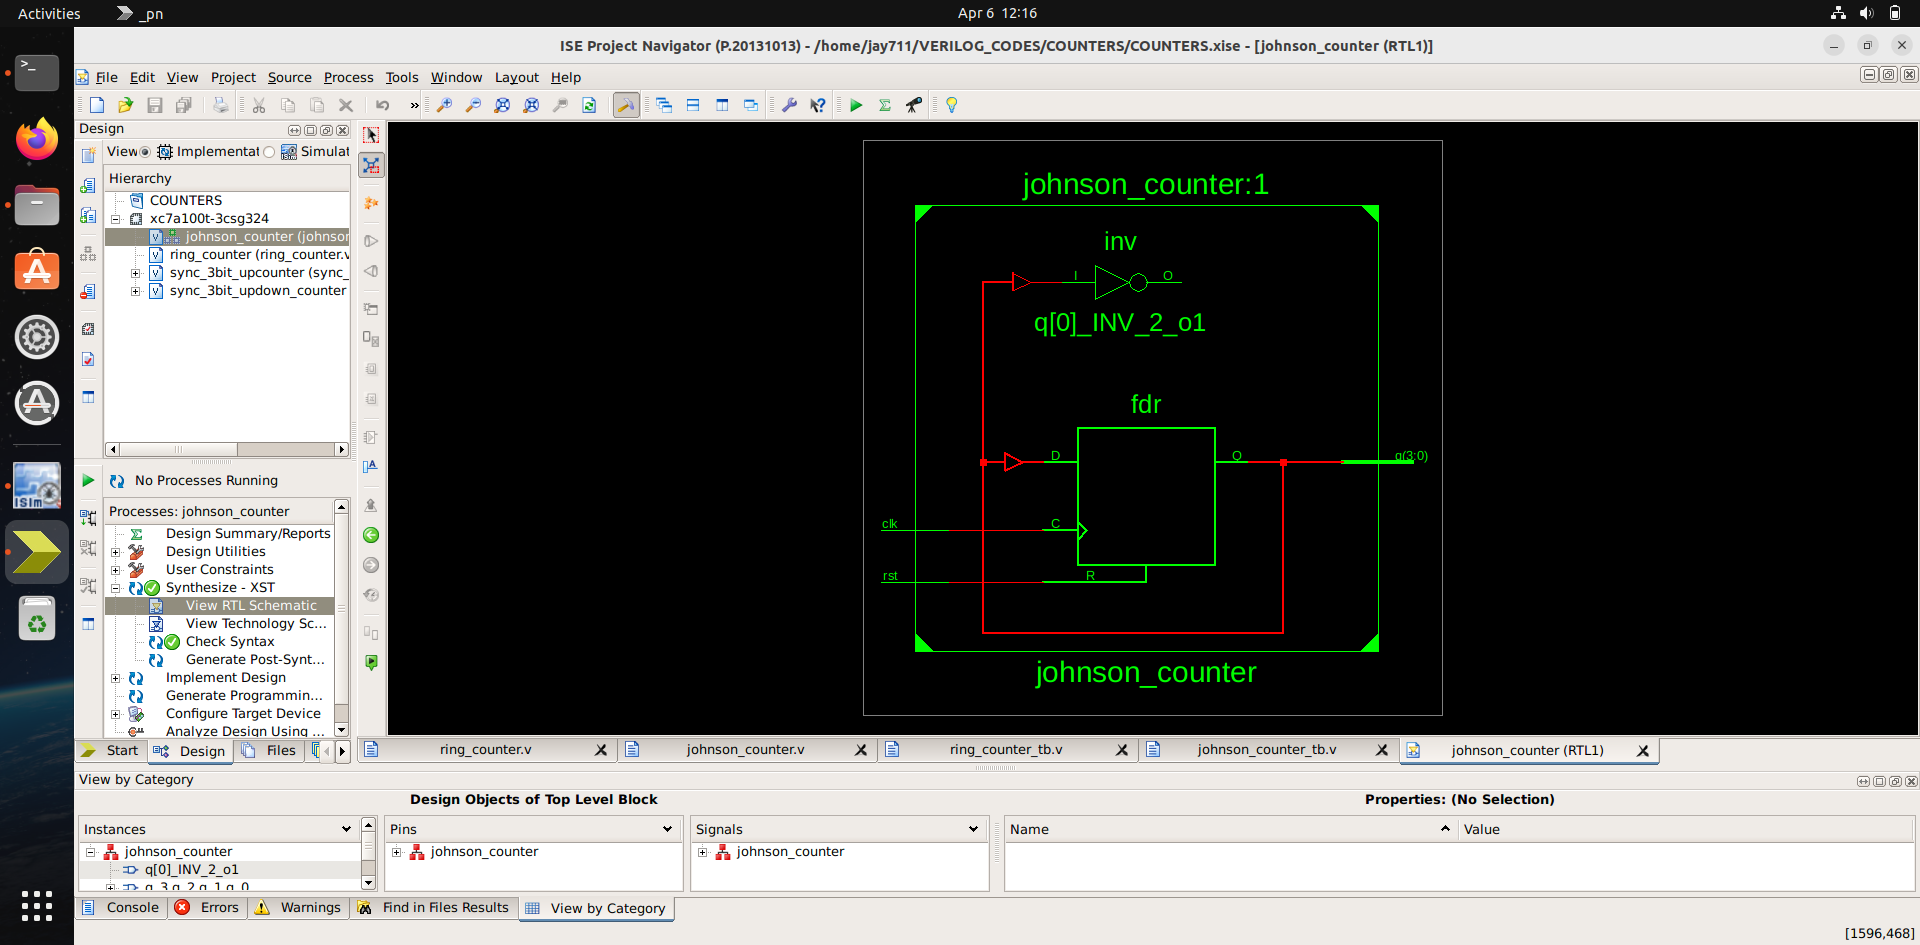 Activities
_pn
Apr 6 12:16
ISE Project Navigator (P.20131013) - /home/jay711/VERILOG_CODES/COUNTERS/COUNTERS.xise - [johnson_counter (RTL1)]
File Edit View Project Source Process Tools Window Layout Help
Design
View Implementat Simulat
Hierarchy
COUNTERS
xc7a100t-3csg324
johnson_counter (johnsor
ring_counter (ring_counter.v
sync_3bit_upcounter (sync_
sync_3bit_updown_counter
No Processes Running
Processes: johnson_counter
Design Summary/Reports
Design Utilities
User Constraints
Synthesize - XST
View RTL Schematic
View Technology Sc...
Check Syntax
Generate Post-Synt...
Implement Design
Generate Programmin...
Configure Target Device
Analyze Design Using ...
Start Design Files
johnson_counter:1
inv
I O
q[0]_INV_2_o1
fdr
D Q
q(3:0)
clk C
rst R
johnson_counter
ring_counter.v johnson_counter.v ring_counter_tb.v johnson_counter_tb.v johnson_counter (RTL1)
View by Category
Design Objects of Top Level Block
Properties: (No Selection)
Instances Pins Signals Name Value
johnson_counter johnson_counter johnson_counter
q[0]_INV_2_o1
q_3,q_2,q_1,q_0
Console Errors Warnings Find in Files Results View by Category
[1596,468]
ISim